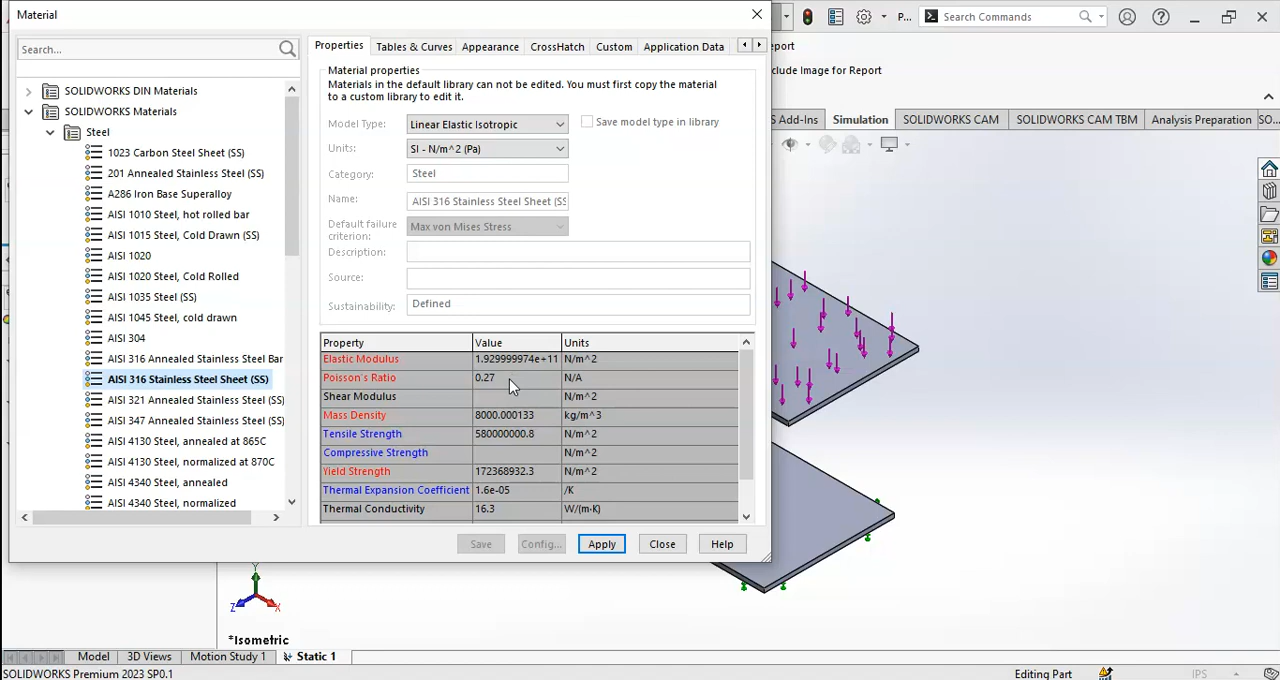 Material
Search...
SOLIDWORKS DIN Materials
SOLIDWORKS Materials
Steel
1023 Carbon Steel Sheet (SS)
201 Annealed Stainless Steel (SS)
A286 Iron Base Superalloy
AISI 1010 Steel, hot rolled bar
AISI 1015 Steel, Cold Drawn (SS)
AISI 1020
AISI 1020 Steel, Cold Rolled
AISI 1035 Steel (SS)
AISI 1045 Steel, cold drawn
AISI 304
AISI 316 Annealed Stainless Steel Bar
AISI 316 Stainless Steel Sheet (SS)
AISI 321 Annealed Stainless Steel (SS)
AISI 347 Annealed Stainless Steel (SS)
AISI 4130 Steel, annealed at 865C
AISI 4130 Steel, normalized at 870C
AISI 4340 Steel, annealed
AISI 4340 Steel, normalized
Properties Tables & Curves Appearance CrossHatch Custom Application Data
Material properties
Materials in the default library can not be edited. You must first copy the material
to a custom library to edit it.
Model Type: Linear Elastic Isotropic Save model type in library
Units: SI - N/m^2 (Pa)
Category: Steel
Name: AISI 316 Stainless Steel Sheet (SS
Default failure
criterion: Max von Mises Stress
Description:
Source:
Sustainability: Defined
Property Value Units
Elastic Modulus 1.929999974e+11 N/m^2
Poisson's Ratio 0.27 N/A
Shear Modulus N/m^2
Mass Density 8000.000133 kg/m^3
Tensile Strength 580000000.8 N/m^2
Compressive Strength N/m^2
Yield Strength 172368932.3 N/m^2
Thermal Expansion Coefficient 1.6e-05 /K
Thermal Conductivity 16.3 W/(m·K)
Save Config... Apply Close Help
P... Search Commands
port
clude Image for Report
S Add-Ins Simulation SOLIDWORKS CAM SOLIDWORKS CAM TBM Analysis Preparation SO...
Y
Z X
*Isometric
Model 3D Views Motion Study 1 Static 1
SOLIDWORKS Premium 2023 SP0.1 Editing Part IPS